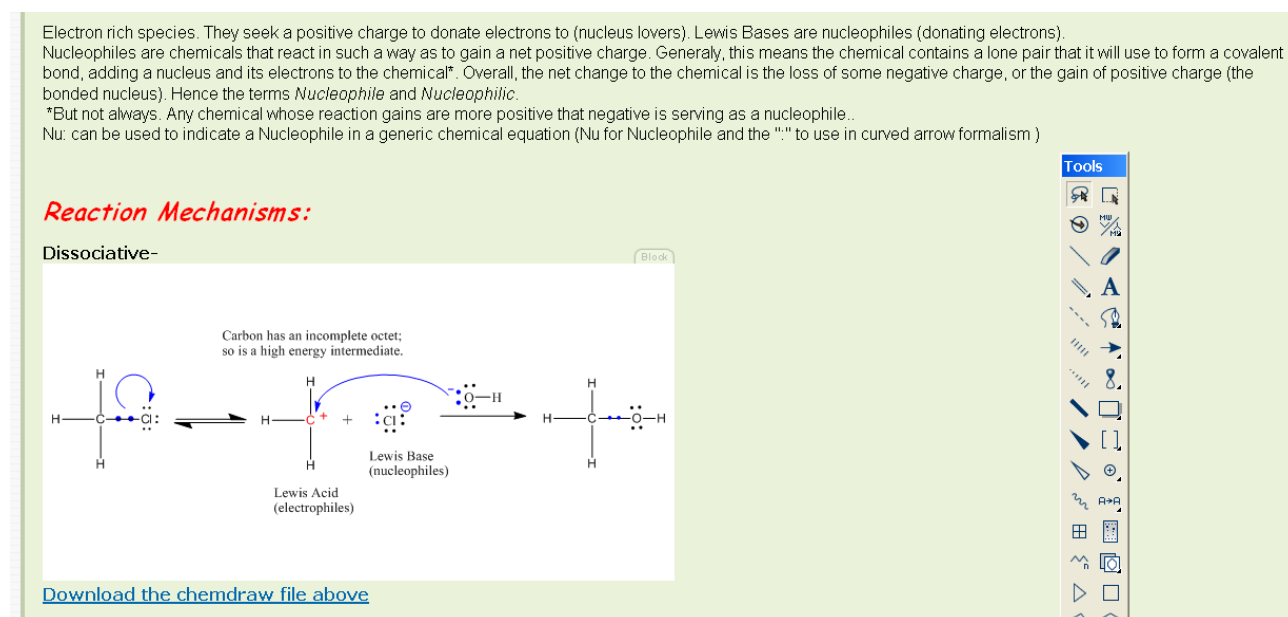 Electron rich species. They seek a positive charge to donate electrons to (nucleus lovers). Lewis Bases are nucleophiles (donating electrons).
Nucleophiles are chemicals that react in such a way as to gain a net positive charge. Generaly, this means the chemical contains a lone pair that it will use to form a covalent
bond, adding a nucleus and its electrons to the chemical*. Overall, the net change to the chemical is the loss of some negative charge, or the gain of positive charge (the
bonded nucleus). Hence the terms Nucleophile and Nucleophilic.
*But not always. Any chemical whose reaction gains are more positive that negative is serving as a nucleophile..
Nu: can be used to indicate a Nucleophile in a generic chemical equation (Nu for Nucleophile and the ":" to use in curved arrow formalism )
Tools
MW
A
Reaction Mechanisms:
Dissociative-
Block
Carbon has an incomplete octet;
so is a high energy intermediate.
H H H
H C Cl: H C + + :Cl: ⊖ - :O—H H C O—H
H H H
Lewis Base
(nucleophiles)
Lewis Acid
(electrophiles)
A→A
n
Download the chemdraw file above